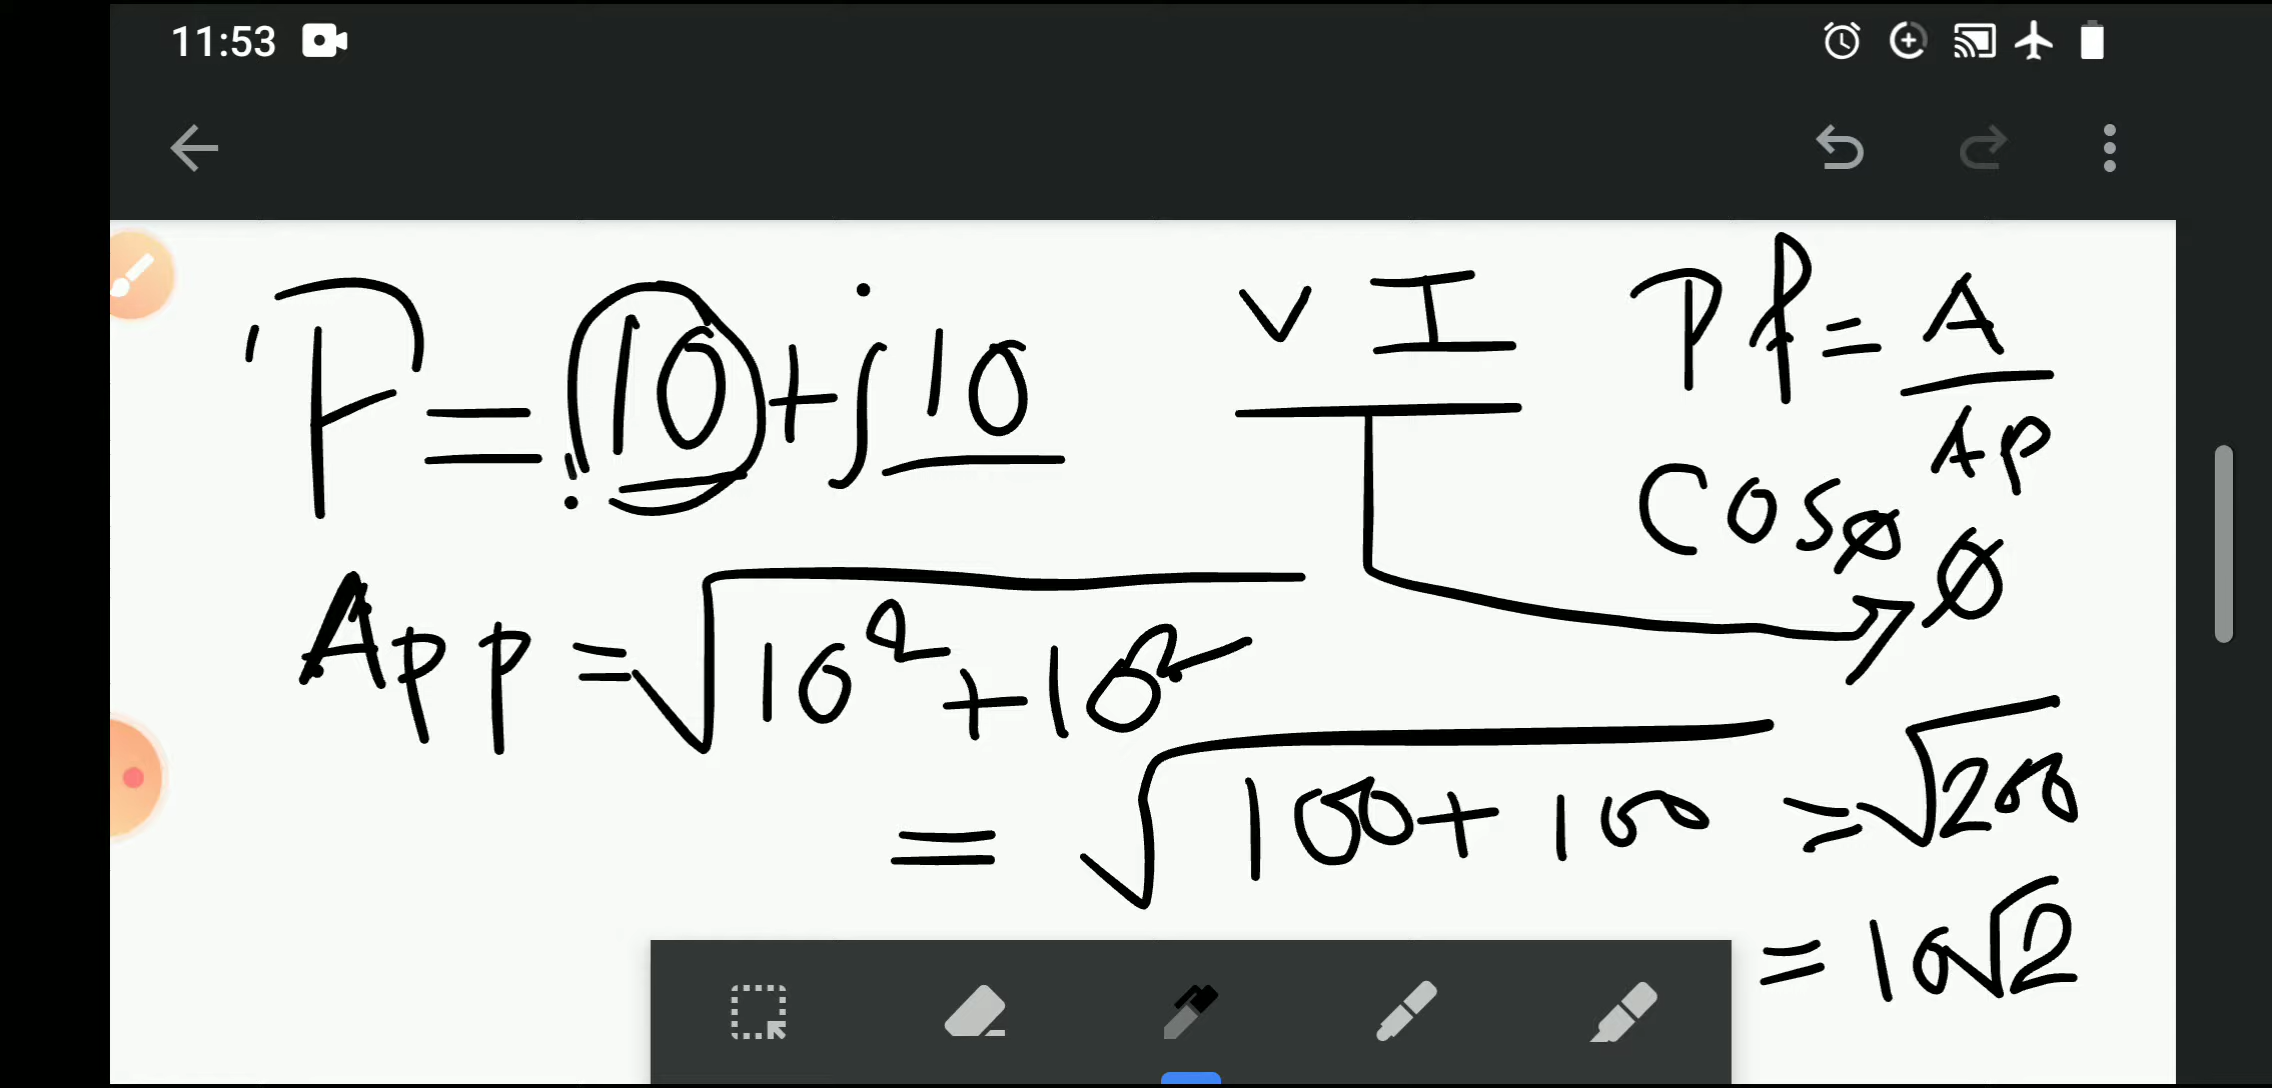 11:53
P = 10 + j10
V I
Pf = A / AP
cosø
ø
App = √10² + 10²
= √100 + 100 = √200
= 10√2